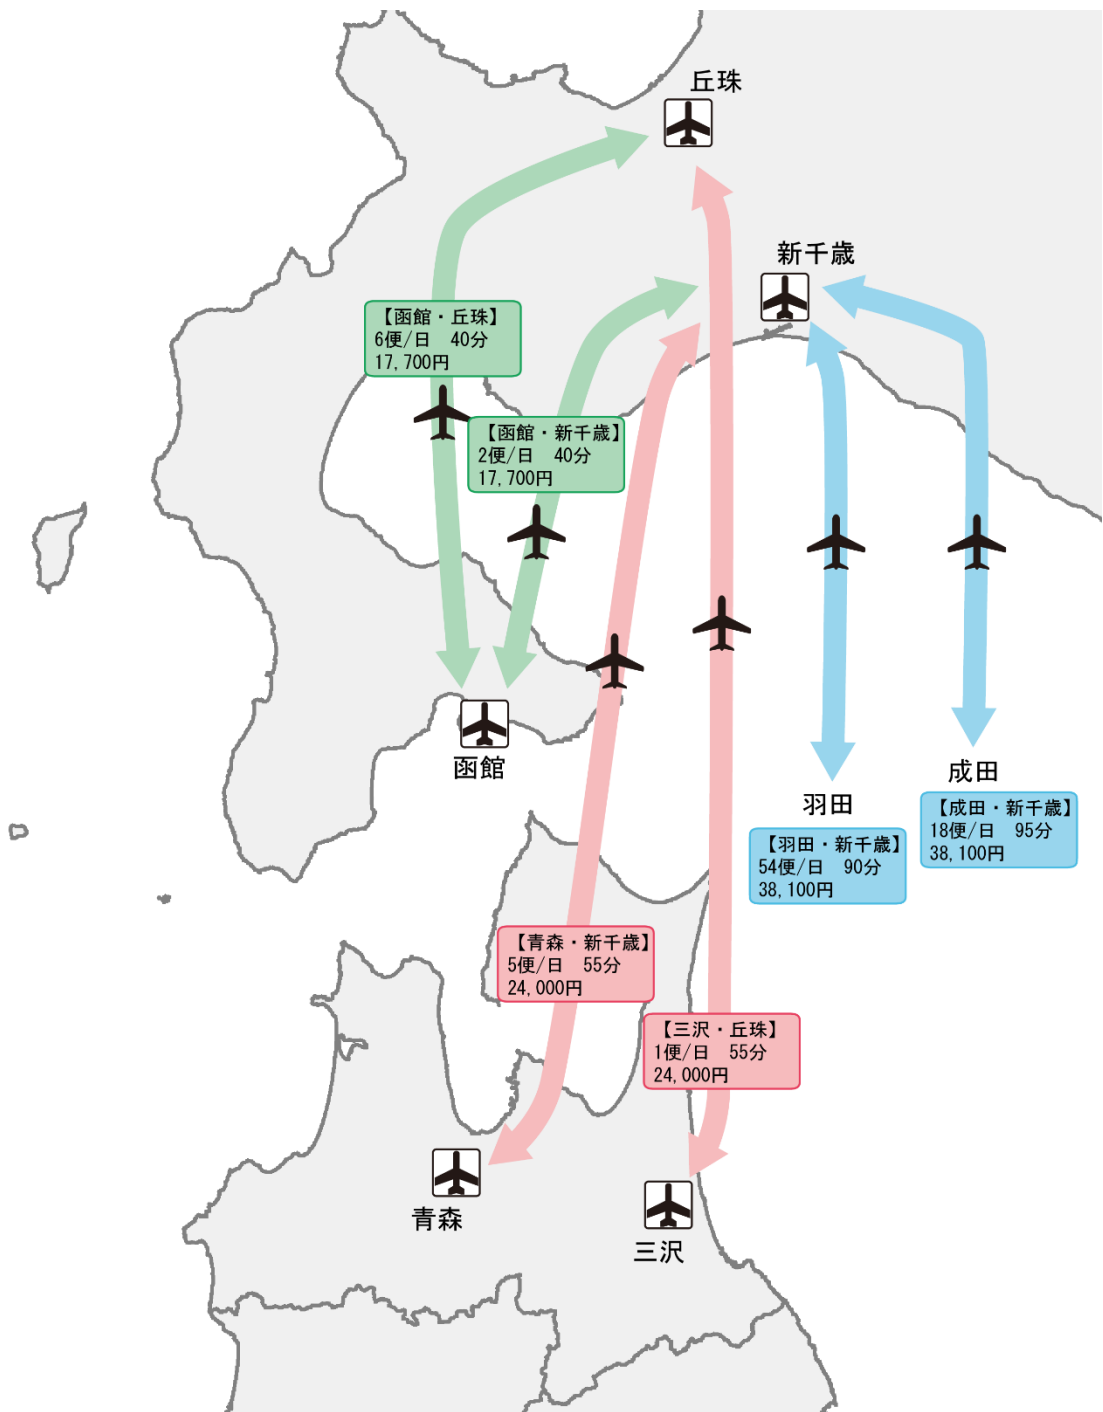 丘珠
新千歳
【函館・丘珠】
6便/日　40分
17,700円
【函館・新千歳】
2便/日　40分
17,700円
函館
成田
【成田・新千歳】
18便/日　95分
38,100円
羽田
【羽田・新千歳】
54便/日　90分
38,100円
【青森・新千歳】
5便/日　55分
24,000円
【三沢・丘珠】
1便/日　55分
24,000円
青森
三沢